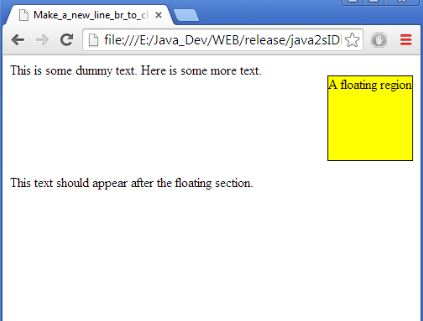 Make_a_new_line_br_to_cl
file:///E:/Java_Dev/WEB/release/java2sID
This is some dummy text. Here is some more text.
A floating region
This text should appear after the floating section.